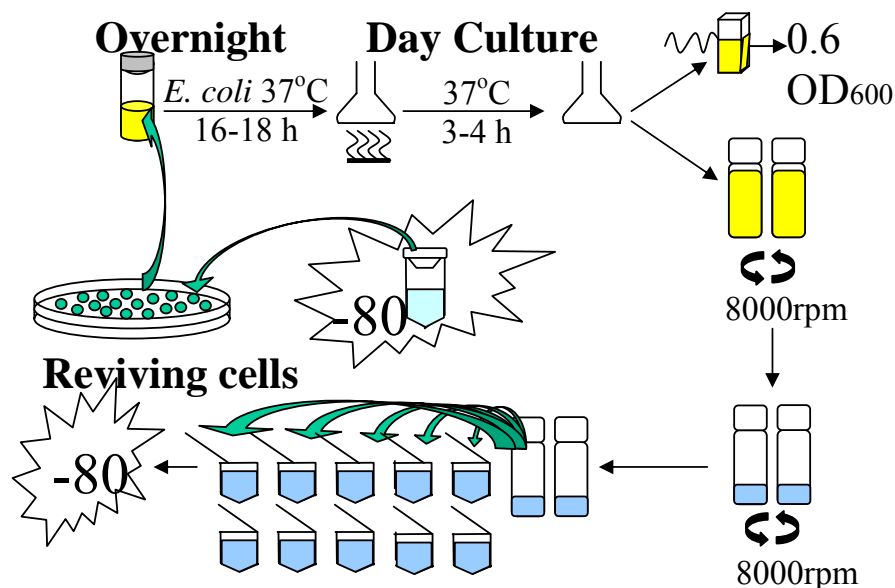 Overnight
Day Culture
E. coli 37°C
16-18 h
37°C
3-4 h
0.6
OD600
8000rpm
-80
Reviving cells
-80
8000rpm